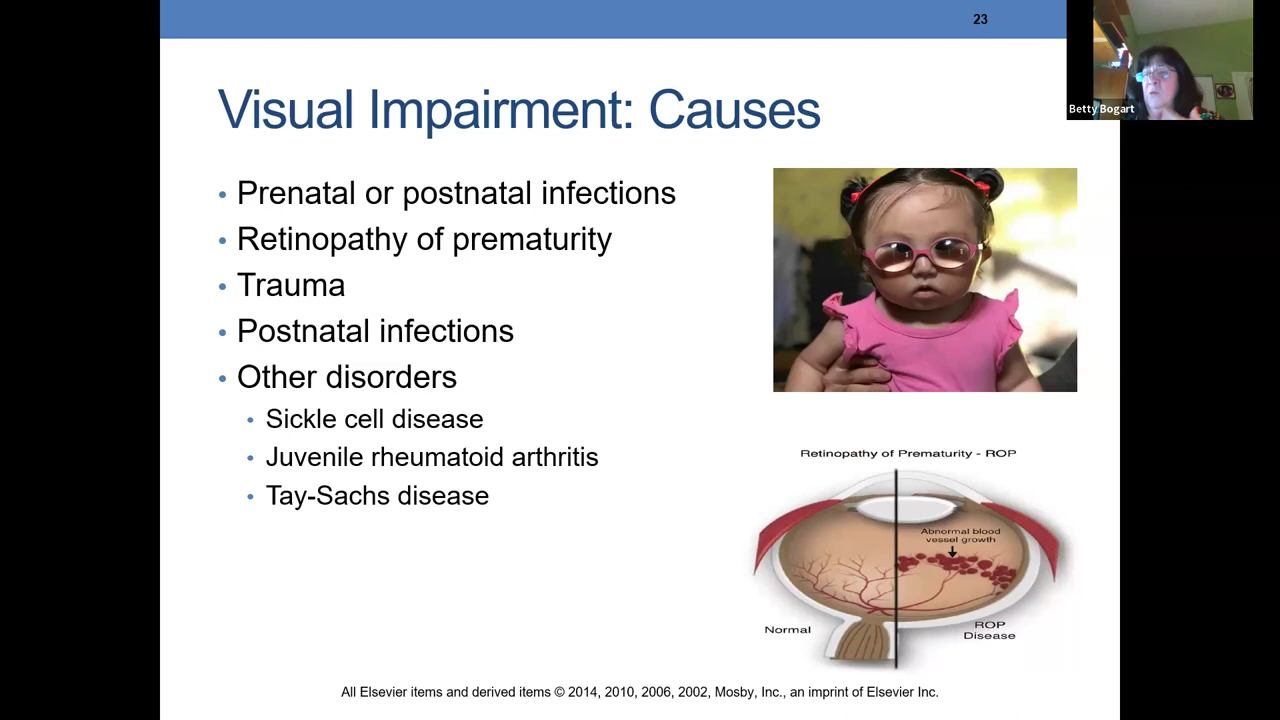 23
Betty Bogart
Visual Impairment: Causes
• Prenatal or postnatal infections
• Retinopathy of prematurity
• Trauma
• Postnatal infections
• Other disorders
• Sickle cell disease
• Juvenile rheumatoid arthritis
• Tay-Sachs disease
Retinopathy of Prematurity - ROP
Abnormal blood
vessel growth
Normal
ROP
Disease
All Elsevier items and derived items © 2014, 2010, 2006, 2002, Mosby, Inc., an imprint of Elsevier Inc.